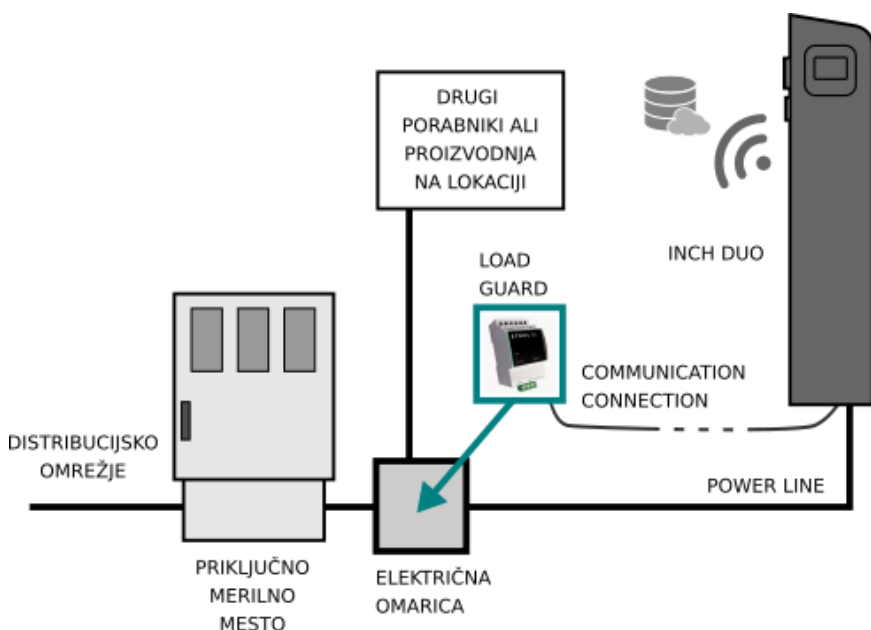 DRUGI
PORABNIKI ALI
PROIZVODNJA
NA LOKACIJI
INCH DUO
LOAD
GUARD
COMMUNICATION
CONNECTION
DISTRIBUCIJSKO
OMREŽJE
POWER LINE
PRIKLJUČNO
MERILNO
MESTO
ELEKTRIČNA
OMARICA